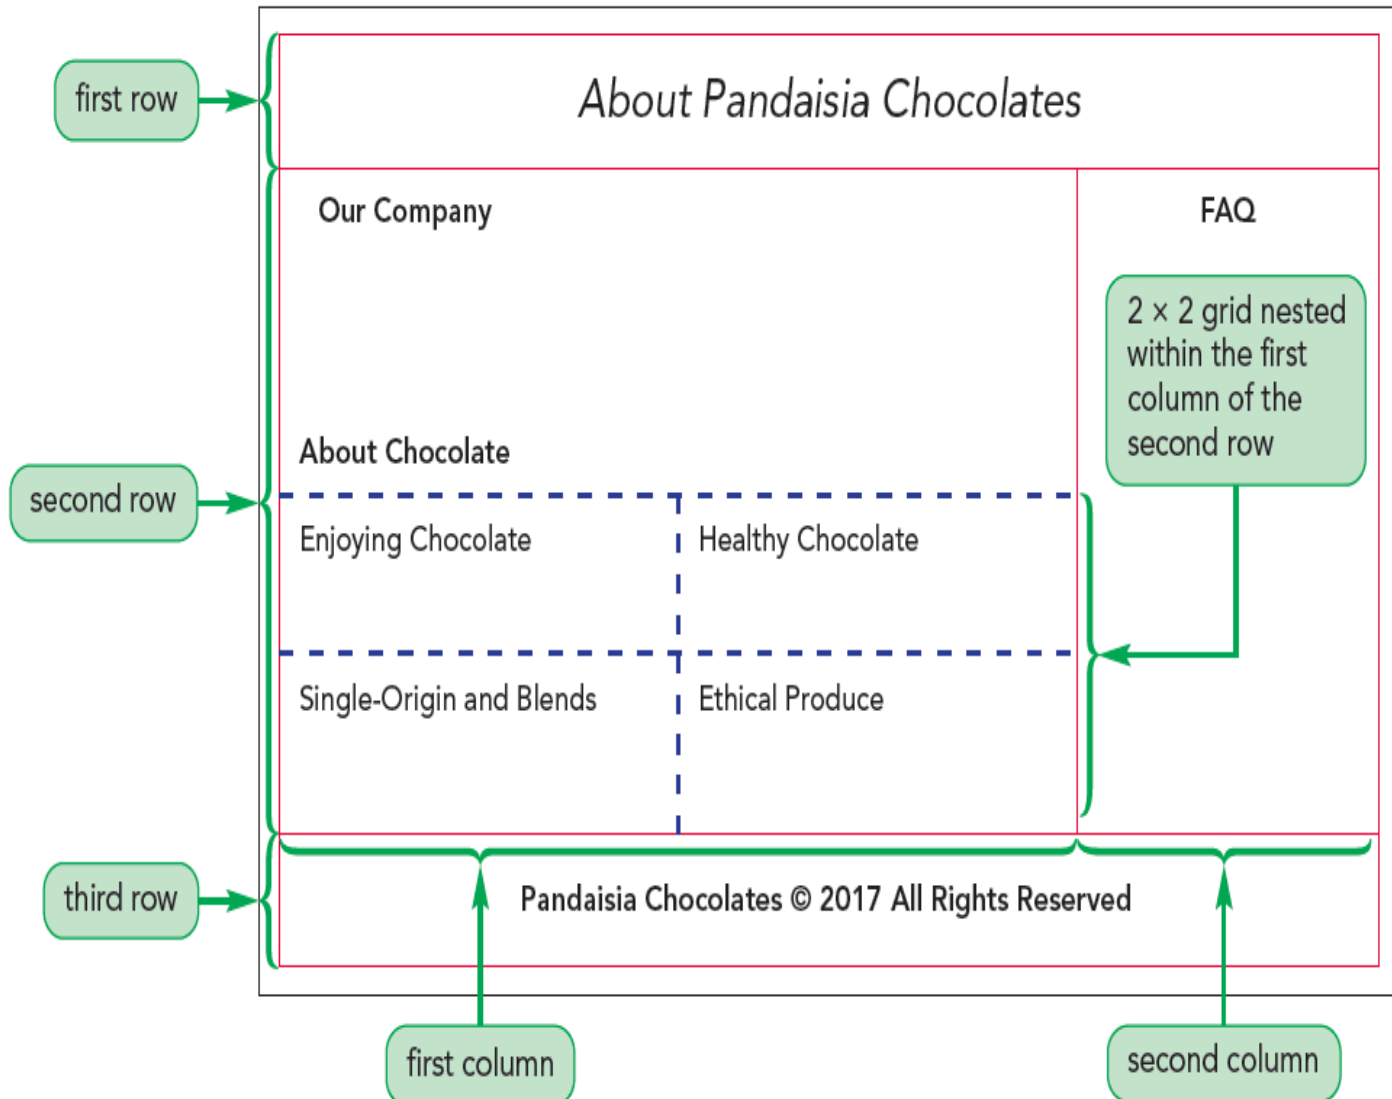 first row
About Pandaisia Chocolates
Our Company
FAQ
2 × 2 grid nested
within the first
column of the
second row
About Chocolate
second row
Enjoying Chocolate
Healthy Chocolate
Single-Origin and Blends
Ethical Produce
third row
Pandaisia Chocolates © 2017 All Rights Reserved
first column
second column